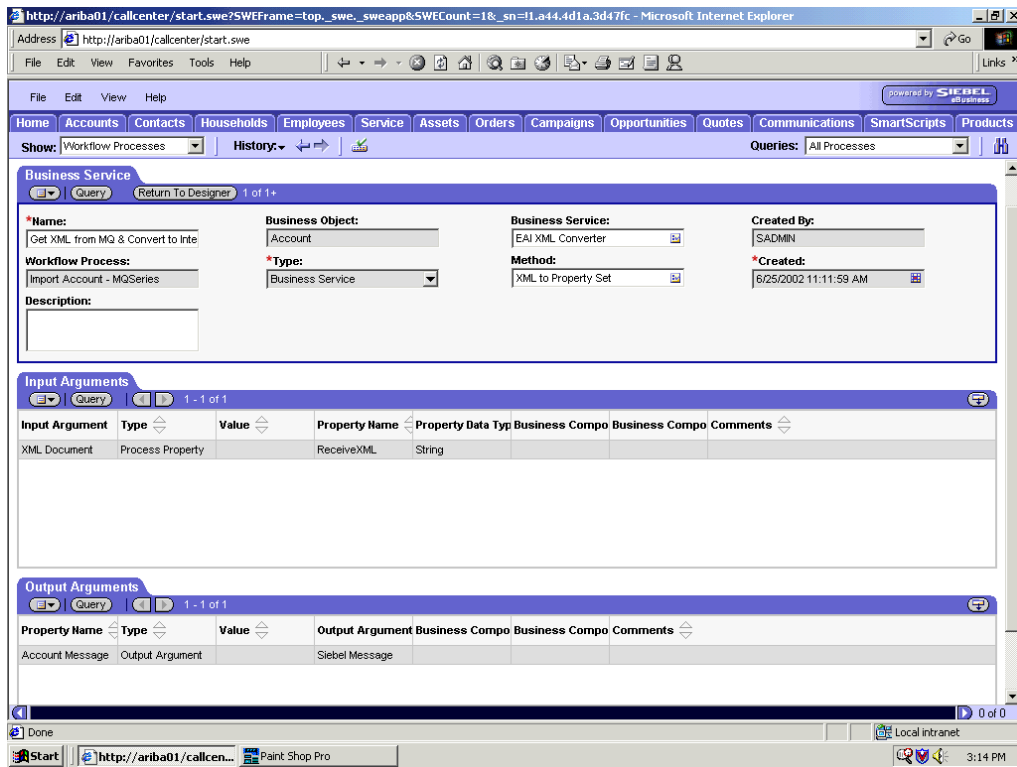 http://ariba01/callcenter/start.swe?SWEFrame=top._swe._sweapp&SWECount=1&_sn=!1.a44.4d1a.3d47fc - Microsoft Internet Explorer
Address http://ariba01/callcenter/start.swe Go
File Edit View Favorites Tools Help Links »
File Edit View Help powered by SIEBEL eBusiness
Home Accounts Contacts Households Employees Service Assets Orders Campaigns Opportunities Quotes Communications SmartScripts Products
Show: Workflow Processes History: Queries: All Processes
Business Service
Query Return To Designer 1 of 1+
*Name: Business Object: Business Service: Created By:
Get XML from MQ & Convert to Inte Account EAI XML Converter SADMIN
Workflow Process: *Type: Method: *Created:
Import Account - MQSeries Business Service XML to Property Set 6/25/2002 11:11:59 AM
Description:
Input Arguments
Query 1 - 1 of 1
Input Argument Type Value Property Name Property Data Typ Business Compo Business Compo Comments
XML Document Process Property ReceiveXML String
Output Arguments
Query 1 - 1 of 1
Property Name Type Value Output Argument Business Compo Business Compo Comments
Account Message Output Argument Siebel Message
0 of 0
Done Local intranet
Start http://ariba01/callcen... Paint Shop Pro 3:14 PM